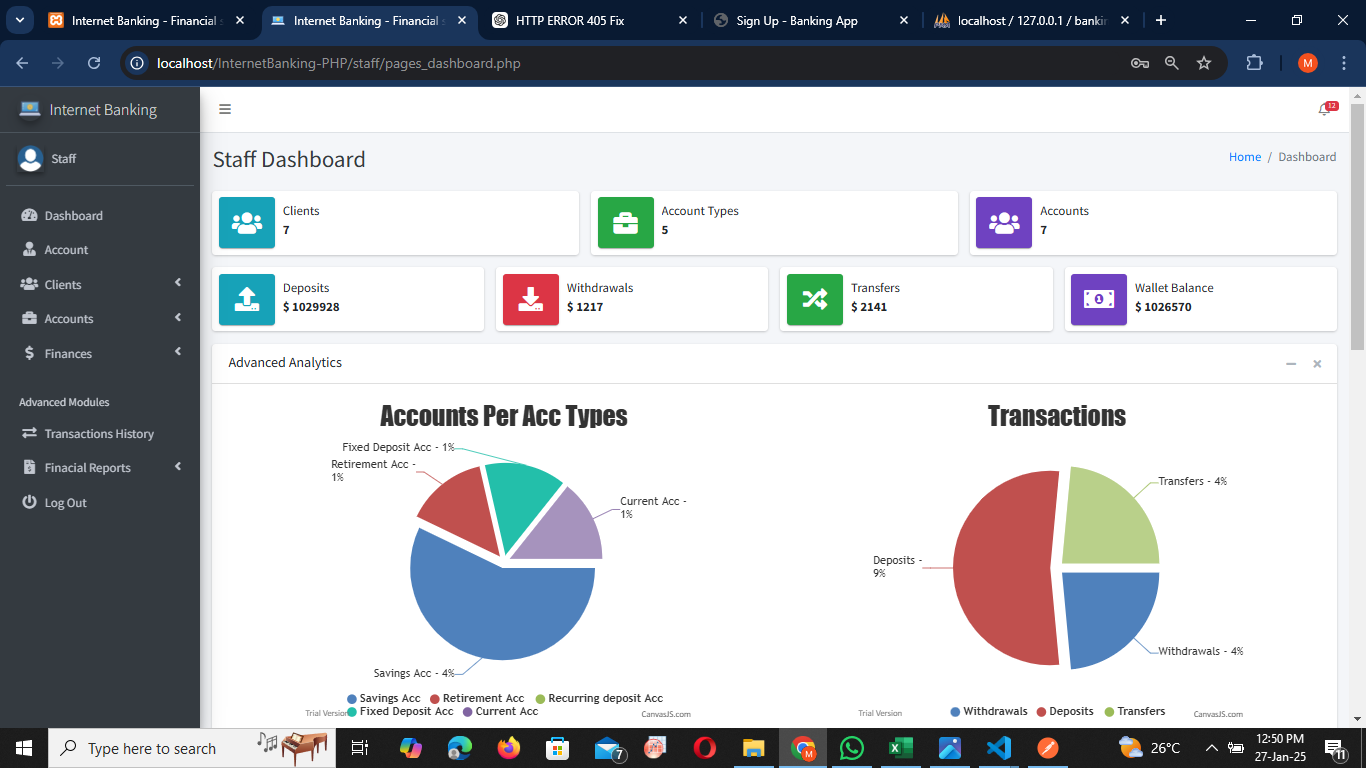 Internet Banking - Financial
Internet Banking - Financial
HTTP ERROR 405 Fix
Sign Up - Banking App
localhost / 127.0.0.1 / bankin
localhost/InternetBanking-PHP/staff/pages_dashboard.php
M
Internet Banking
12
Staff
Staff Dashboard
Home / Dashboard
Dashboard
Account
Clients
Accounts
Finances
Advanced Modules
Transactions History
Finacial Reports
Log Out
Clients
7
Account Types
5
Accounts
7
Deposits
$ 1029928
Withdrawals
$ 1217
Transfers
$ 2141
Wallet Balance
$ 1026570
Advanced Analytics
Accounts Per Acc Types
Fixed Deposit Acc - 1%
Retirement Acc -
1%
Current Acc -
1%
Savings Acc - 4%
Savings Acc Retirement Acc Recurring deposit Acc
Fixed Deposit Acc Current Acc
Trial Version
CanvasJS.com
Transactions
Transfers - 4%
Deposits -
9%
Withdrawals - 4%
Withdrawals Deposits Transfers
Trial Version
CanvasJS.com
Type here to search
7
M
26°C
12:50 PM
27-Jan-25
11